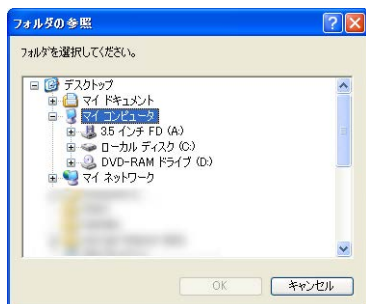 フォルダの参照
フォルダを選択してください。
デスクトップ
マイ ドキュメント
マイ コンピュータ
3.5 インチ FD (A:)
ローカル ディスク (C:)
DVD-RAM ドライブ (D:)
マイ ネットワーク
OK
キャンセル